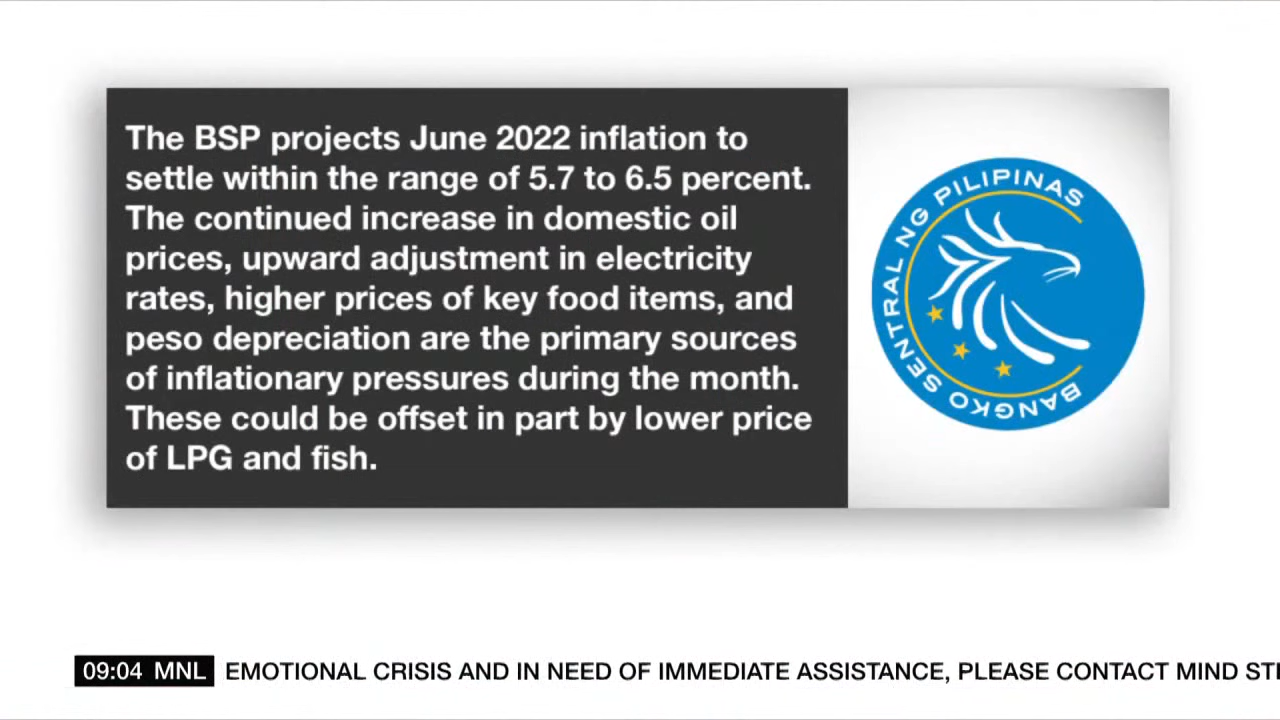 The BSP projects June 2022 inflation to
settle within the range of 5.7 to 6.5 percent.
The continued increase in domestic oil
prices, upward adjustment in electricity
rates, higher prices of key food items, and
peso depreciation are the primary sources
of inflationary pressures during the month.
These could be offset in part by lower price
of LPG and fish.
BANGKO SENTRAL NG PILIPINAS
09:04 MNL EMOTIONAL CRISIS AND IN NEED OF IMMEDIATE ASSISTANCE, PLEASE CONTACT MIND